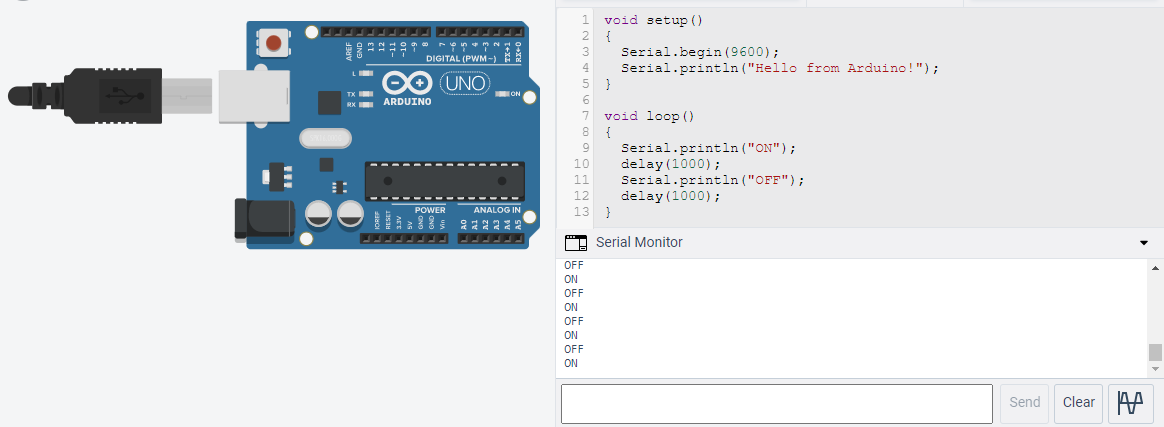 AREF
GND
13
12
~11
~10
~9
8
7
~6
~5
~4
~3
2
TX→1
RX←0
DIGITAL (PWM~)
L
TX
RX
ARDUINO
UNO
ON
POWER
ANALOG IN
IOREF
RESET
3.3V
5V
GND
GND
Vin
A0
A1
A2
A3
A4
A5
1 void setup()
2 {
3 Serial.begin(9600);
4 Serial.println("Hello from Arduino!");
5 }
6
7 void loop()
8 {
9 Serial.println("ON");
10 delay(1000);
11 Serial.println("OFF");
12 delay(1000);
13 }
Serial Monitor
OFF
ON
OFF
ON
OFF
ON
OFF
ON
Send Clear